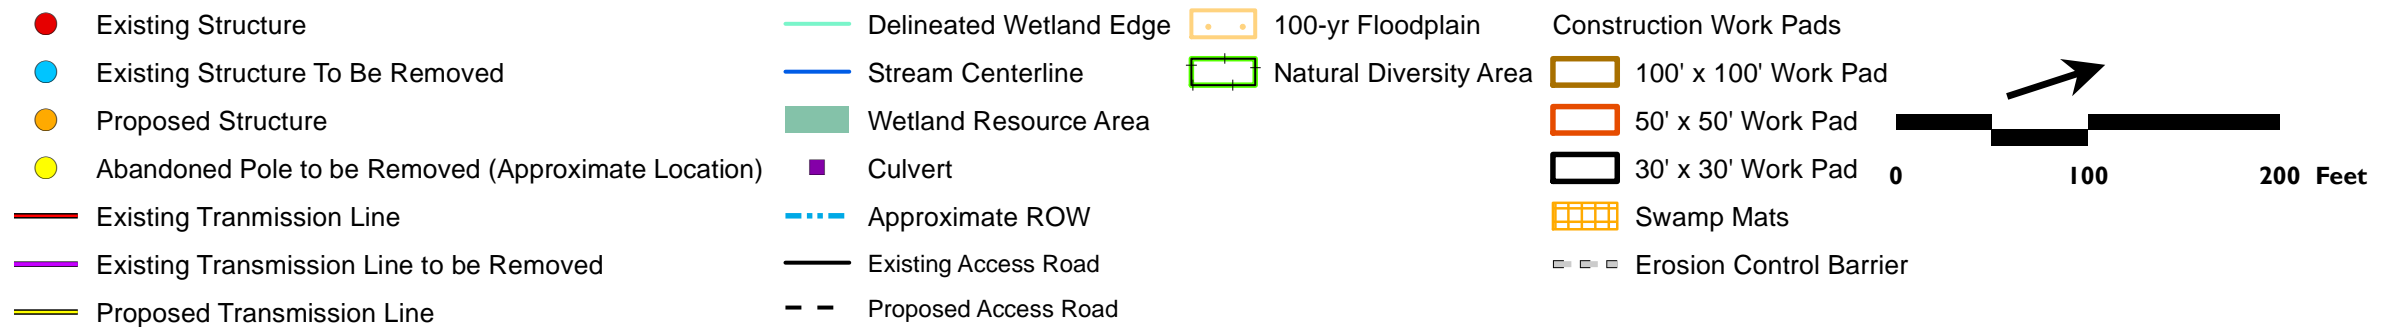 Existing Structure
Existing Structure To Be Removed
Proposed Structure
Abandoned Pole to be Removed (Approximate Location)
Existing Tranmission Line
Existing Transmission Line to be Removed
Proposed Transmission Line
Delineated Wetland Edge
Stream Centerline
Wetland Resource Area
Culvert
Approximate ROW
Existing Access Road
Proposed Access Road
100-yr Floodplain
Natural Diversity Area
Construction Work Pads
100' x 100' Work Pad
50' x 50' Work Pad
30' x 30' Work Pad
Swamp Mats
Erosion Control Barrier
0 100 200 Feet